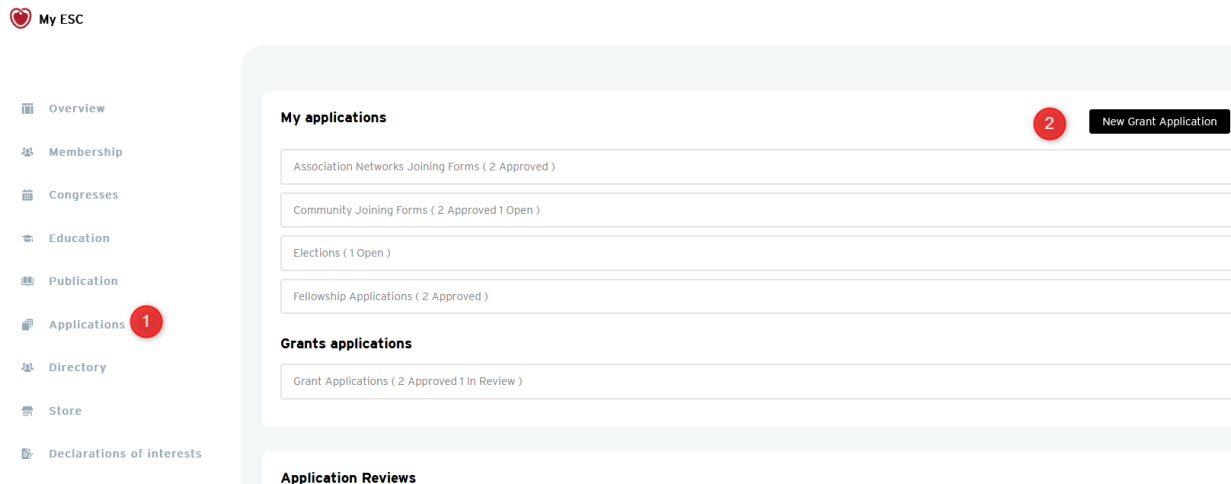 My ESC
Overview
Membership
Congresses
Education
Publication
Applications 1
Directory
Store
Declarations of interests
My applications
2 New Grant Application
Association Networks Joining Forms ( 2 Approved )
Community Joining Forms ( 2 Approved 1 Open )
Elections ( 1 Open )
Fellowship Applications ( 2 Approved )
Grants applications
Grant Applications ( 2 Approved 1 In Review )
Application Reviews